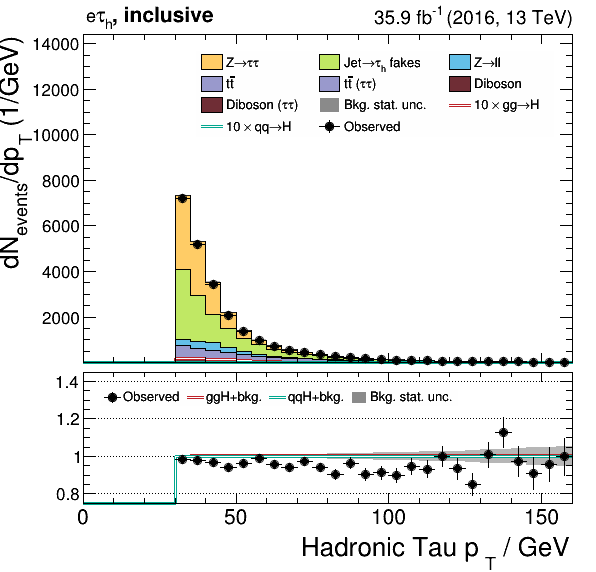 eτh, inclusive 35.9 fb⁻¹ (2016, 13 TeV)
dNevents/dpT (1/GeV)
14000
12000
10000
8000
6000
4000
2000
Z→ττ Jet→τh fakes Z→ll
tt̄ tt̄ (ττ) Diboson
Diboson (ττ) Bkg. stat. unc. 10 × gg→H
10 × qq→H Observed
1.4
1.2
1
0.8
Observed ggH+bkg. qqH+bkg. Bkg. stat. unc.
0 50 100 150
Hadronic Tau pT / GeV